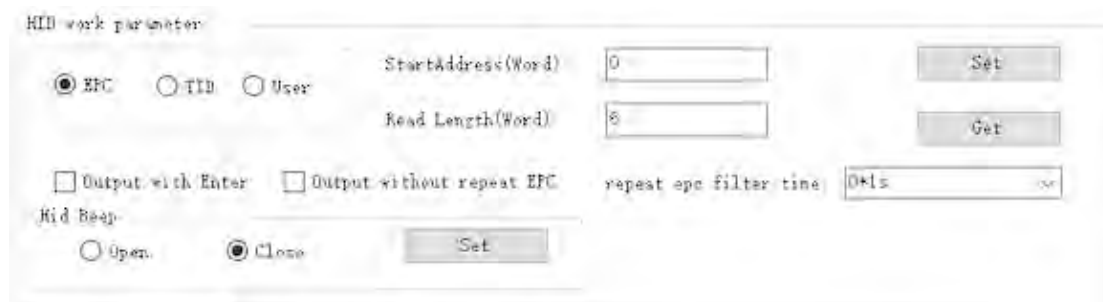 HID work parameter
EPC TID User
StartAddress(Word) 0 Set
Read Length(Word) 6 Get
Output with Enter Output without repeat EPC repeat epc filter time 0*1s
Hid Beep
Open Close Set